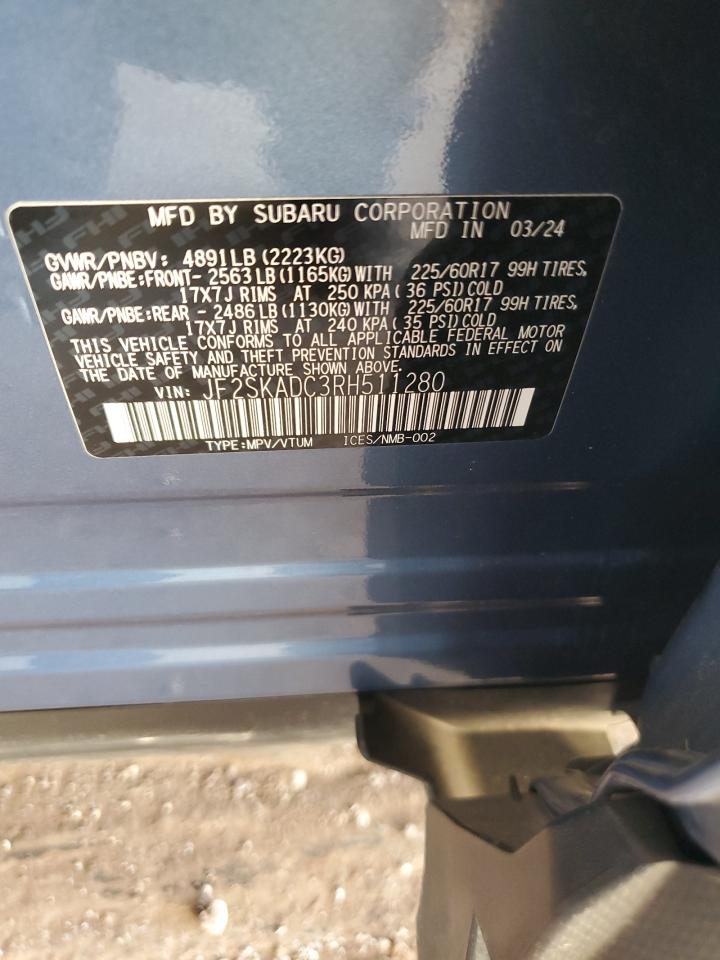 MFD BY SUBARU CORPORATION
MFD IN 03/24
GVWR/PNBV: 4891LB(2223KG)
GAWR/PNBE:FRONT- 2563LB(1165KG)WITH 225/60R17 99H TIRES,
17X7J RIMS AT 250 KPA( 36 PSI)COLD
GAWR/PNBE:REAR - 2486LB(1130KG)WITH 225/60R17 99H TIRES,
17X7J RIMS AT 240 KPA( 35 PSI)COLD
THIS VEHICLE CONFORMS TO ALL APPLICABLE FEDERAL MOTOR
VEHICLE SAFETY AND THEFT PREVENTION STANDARDS IN EFFECT ON
THE DATE OF MANUFACTURE SHOWN ABOVE.
VIN: JF2SKADC3RH511280
TYPE:MPV/VTUM ICES/NMB-002